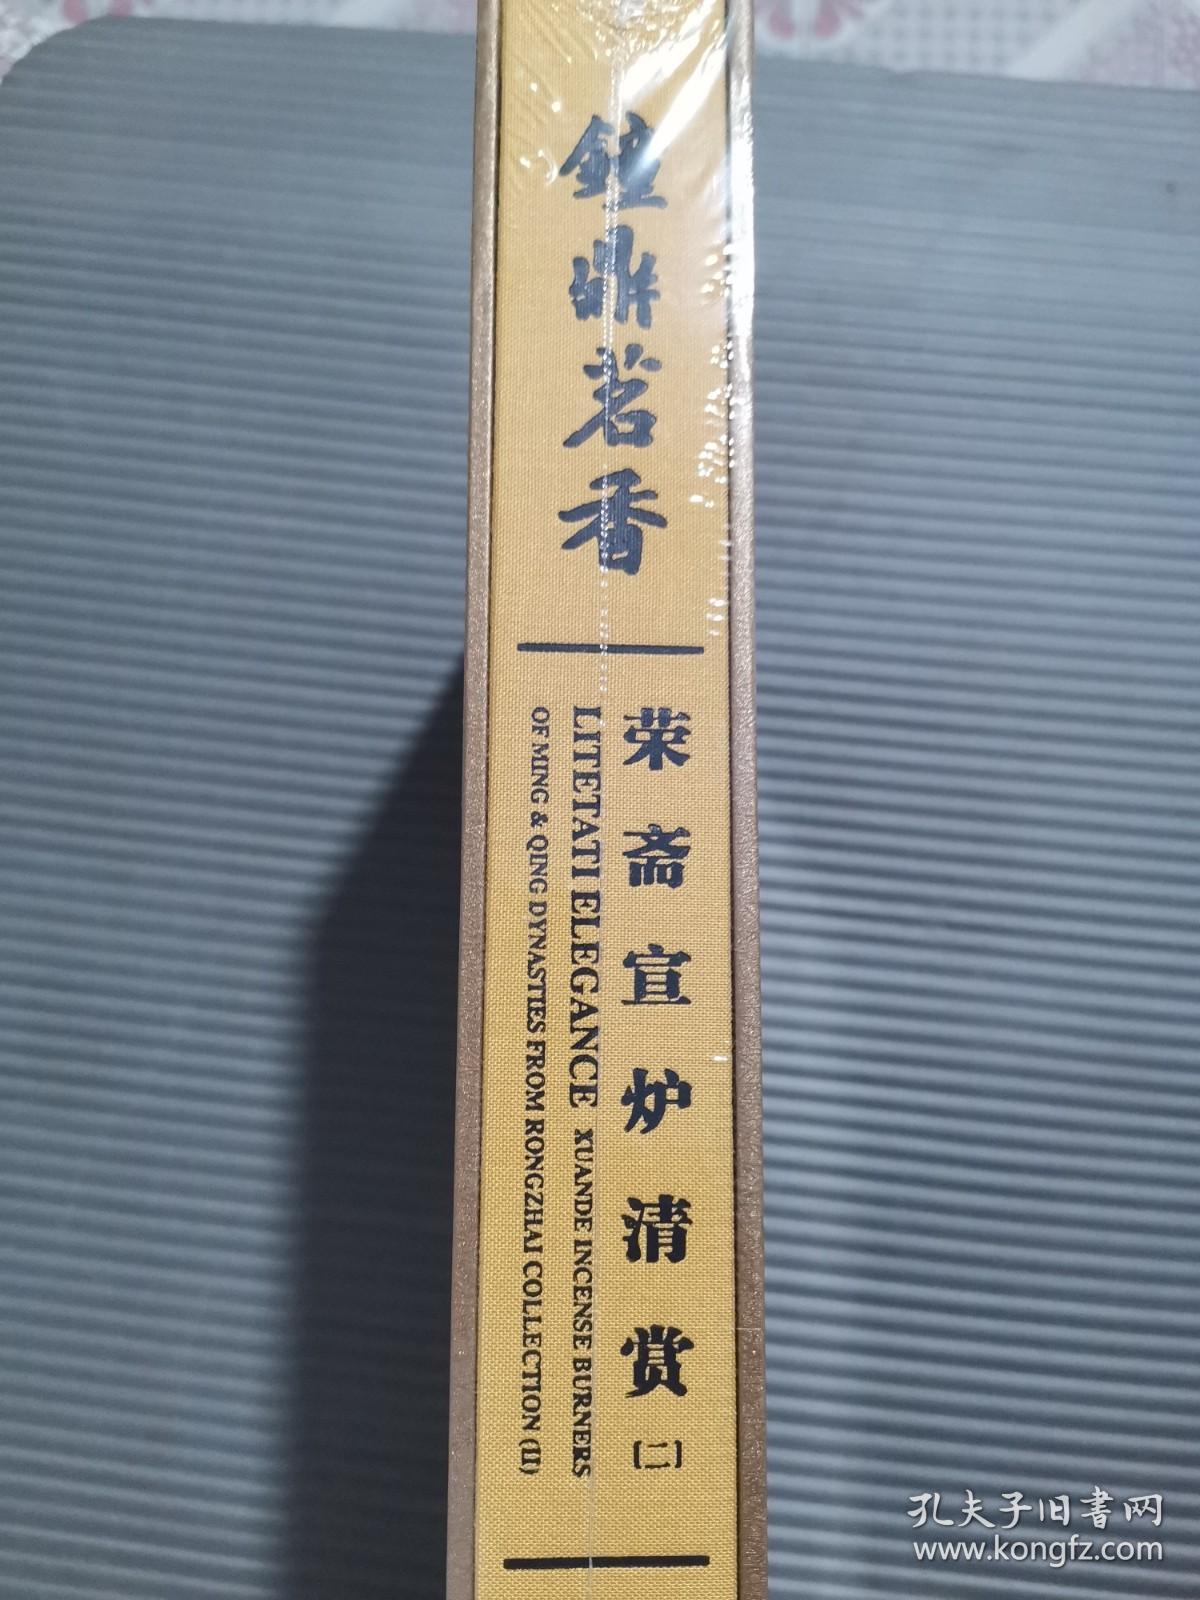 鐘鼎茗香
荣斋宣炉清赏〔二〕
LITETATI ELEGANCE XUANDE INCENSE BURNERS
OF MING & QING DYNASTIES FROM RONGZHAI COLLECTION (II)
孔夫子旧书网
www.kongfz.com